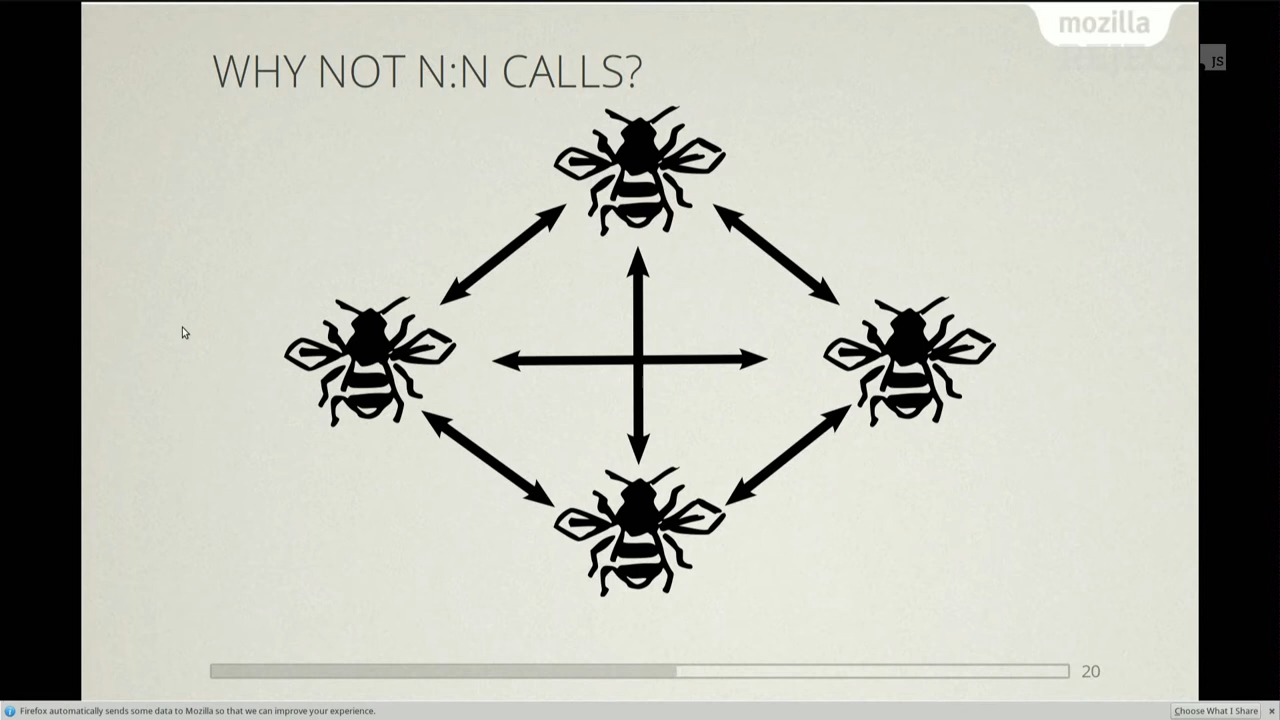 mozilla
WHY NOT N:N CALLS?
JS
20
Firefox automatically sends some data to Mozilla so that we can improve your experience.
Choose What I Share